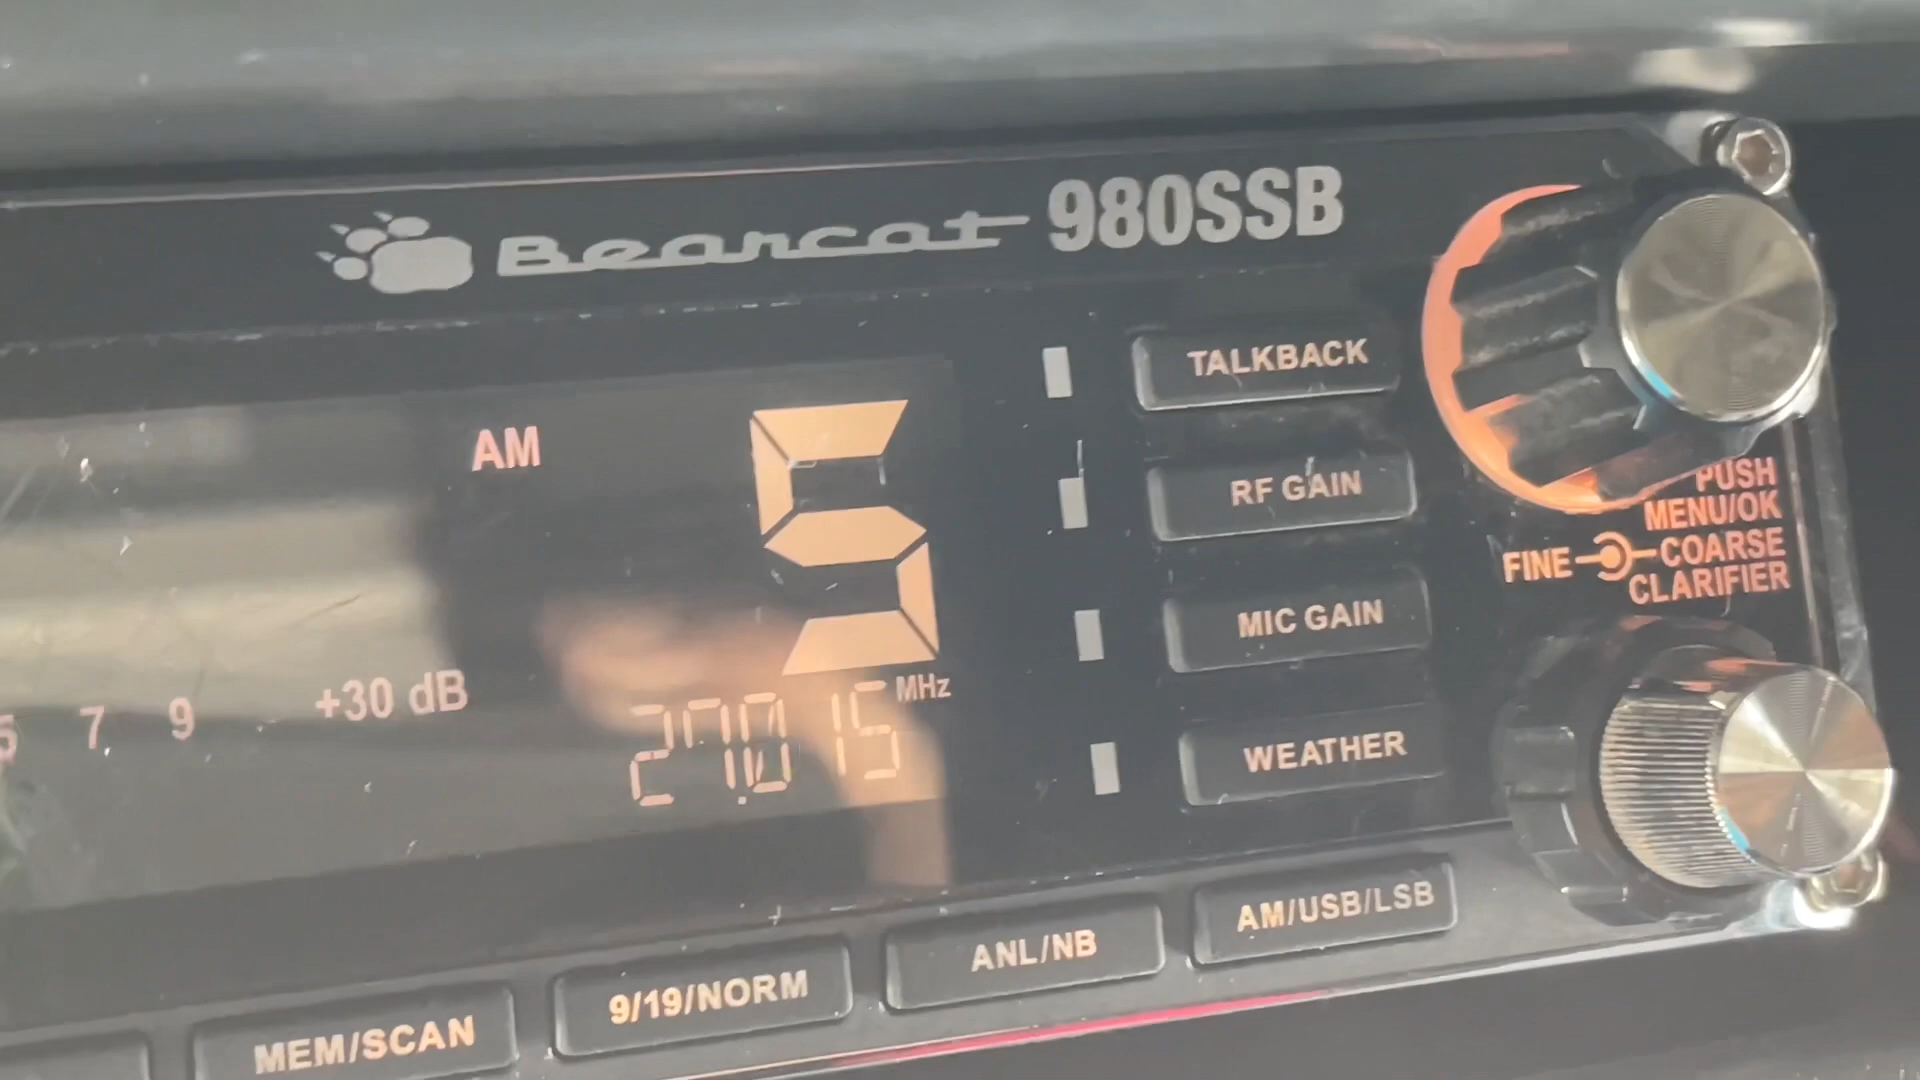 Bearcat 980SSB
TALKBACK
AM
5
RF GAIN
PUSH
MENU/OK
FINE COARSE
CLARIFIER
MIC GAIN
5 7 9 +30 dB
27.015 MHz
WEATHER
AM/USB/LSB
ANL/NB
9/19/NORM
MEM/SCAN